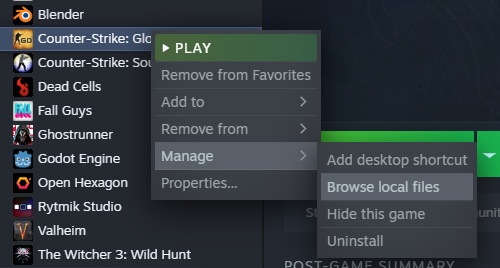 Blender
Counter-Strike: Glo
Counter-Strike: Sou
Dead Cells
Fall Guys
Ghostrunner
Godot Engine
Open Hexagon
Rytmik Studio
Valheim
The Witcher 3: Wild Hunt
PLAY
Remove from Favorites
Add to
Remove from
Manage
Properties...
Add desktop shortcut
Browse local files
Hide this game
Uninstall
POST-GAME SUMMARY